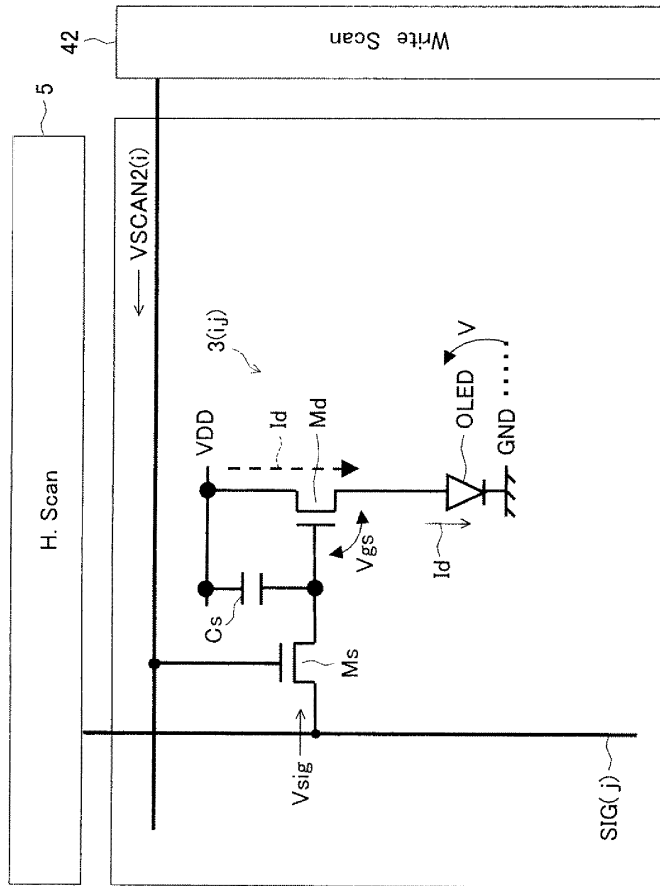 5
H. Scan
42
Write Scan
VSCAN2(i)
3(i,j)
VDD
Id
Cs
Md
Vgs
Ms
Vsig
Id
OLED
V
GND
SIG(j)